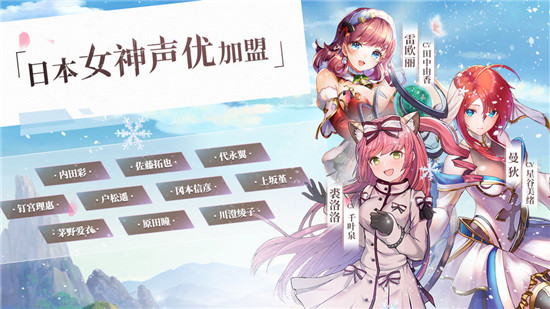 「日本女神声优加盟」
雷欧丽
CV 田中由香
内田彩
佐藤拓也
代永翼
钉宫理惠
户松遥
冈本信彦
上坂堇
茅野爱衣
原田瞳
川澄绫子
裘洛洛
CV 千叶泉
曼狄
CV 星谷美绪